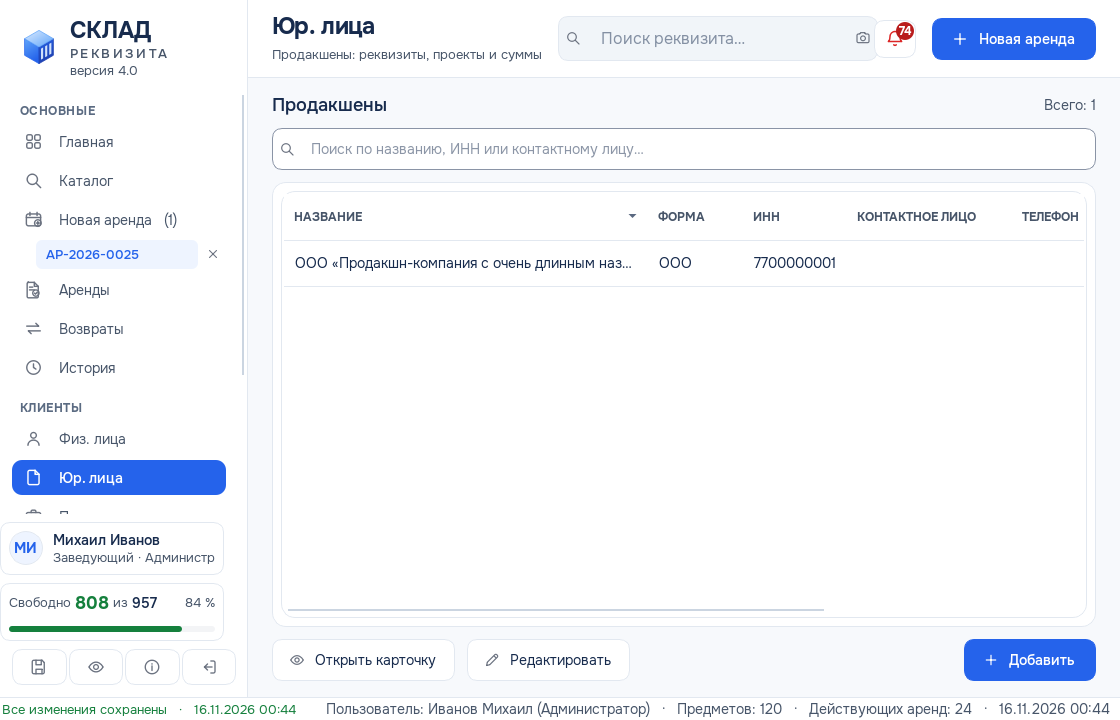 СКЛАД
РЕКВИЗИТА
версия 4.0
ОСНОВНЫЕ
Главная
Каталог
Новая аренда (1)
АР-2026-0025
Аренды
Возвраты
История
КЛИЕНТЫ
Физ. лица
Юр. лица
МИ
Михаил Иванов
Заведующий · Администр
Свободно 808 из 957 84 %
Юр. лица
Продакшены: реквизиты, проекты и суммы
Поиск реквизита...
74
Новая аренда
Продакшены
Всего: 1
Поиск по названию, ИНН или контактному лицу...
НАЗВАНИЕ ФОРМА ИНН КОНТАКТНОЕ ЛИЦО ТЕЛЕФОН
ООО «Продакшн-компания с очень длинным наз... ООО 7700000001
Открыть карточку
Редактировать
Добавить
Все изменения сохранены · 16.11.2026 00:44 Пользователь: Иванов Михаил (Администратор) · Предметов: 120 · Действующих аренд: 24 · 16.11.2026 00:44